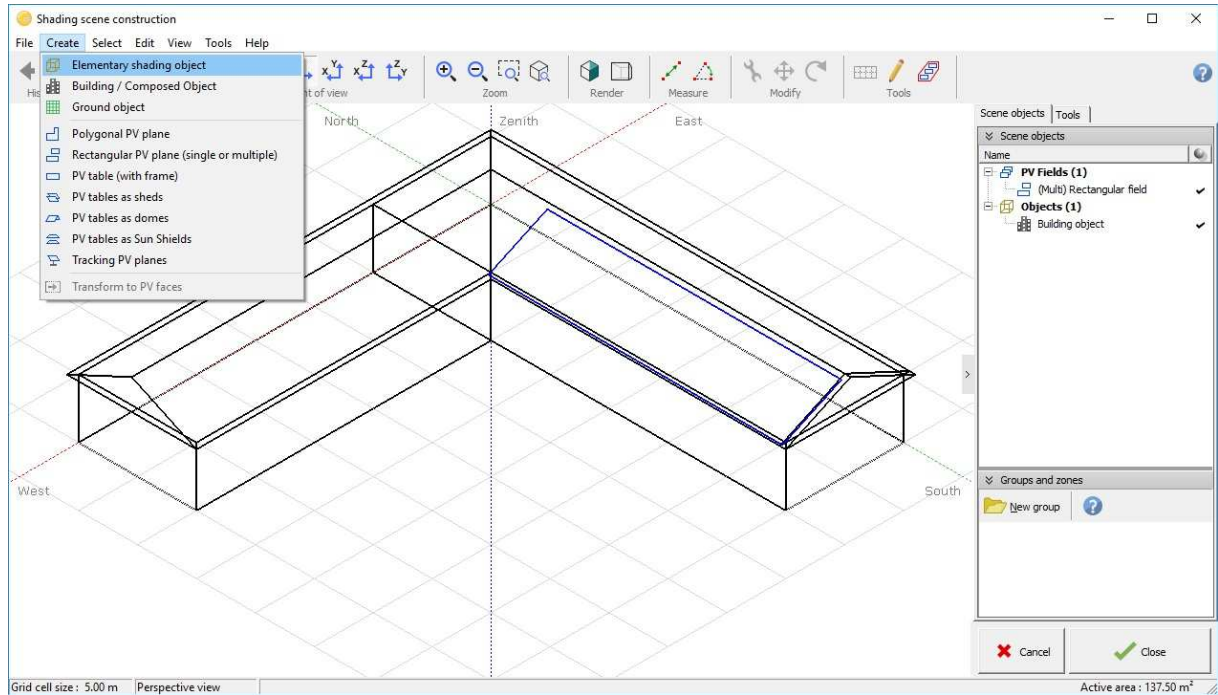 Shading scene construction
File Create Select Edit View Tools Help
Elementary shading object
Building / Composed Object
Ground object
Polygonal PV plane
Rectangular PV plane (single or multiple)
PV table (with frame)
PV tables as sheds
PV tables as domes
PV tables as Sun Shields
Tracking PV planes
Transform to PV faces
His
nt of view
Zoom
Render
Measure
Modify
Tools
North
Zenith
East
West
South
Scene objects Tools
Scene objects
Name
PV Fields (1)
(Multi) Rectangular field
Objects (1)
Building object
Groups and zones
New group
Cancel
Close
Grid cell size : 5.00 m Perspective view Active area : 137.50 m²